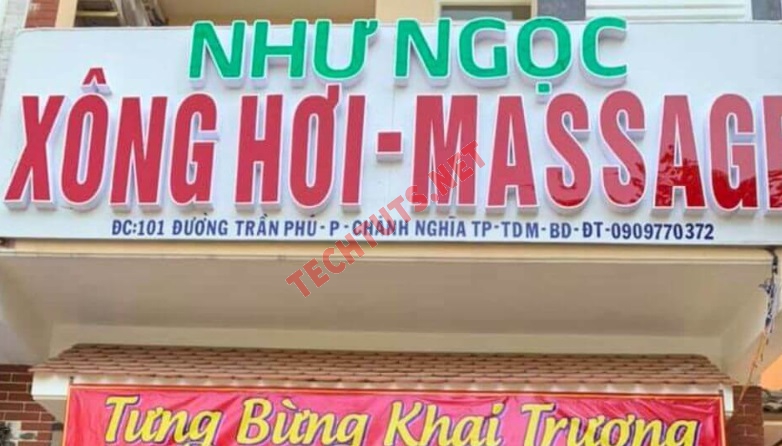 NHƯ NGỌC
XÔNG HƠI - MASSAGE
ĐC:101 ĐƯỜNG TRẦN PHÚ - P - CHÁNH NGHĨA TP-TDM-BD-ĐT-0909770372
TECHTUTS.NET
Tưng Bừng Khai Trương